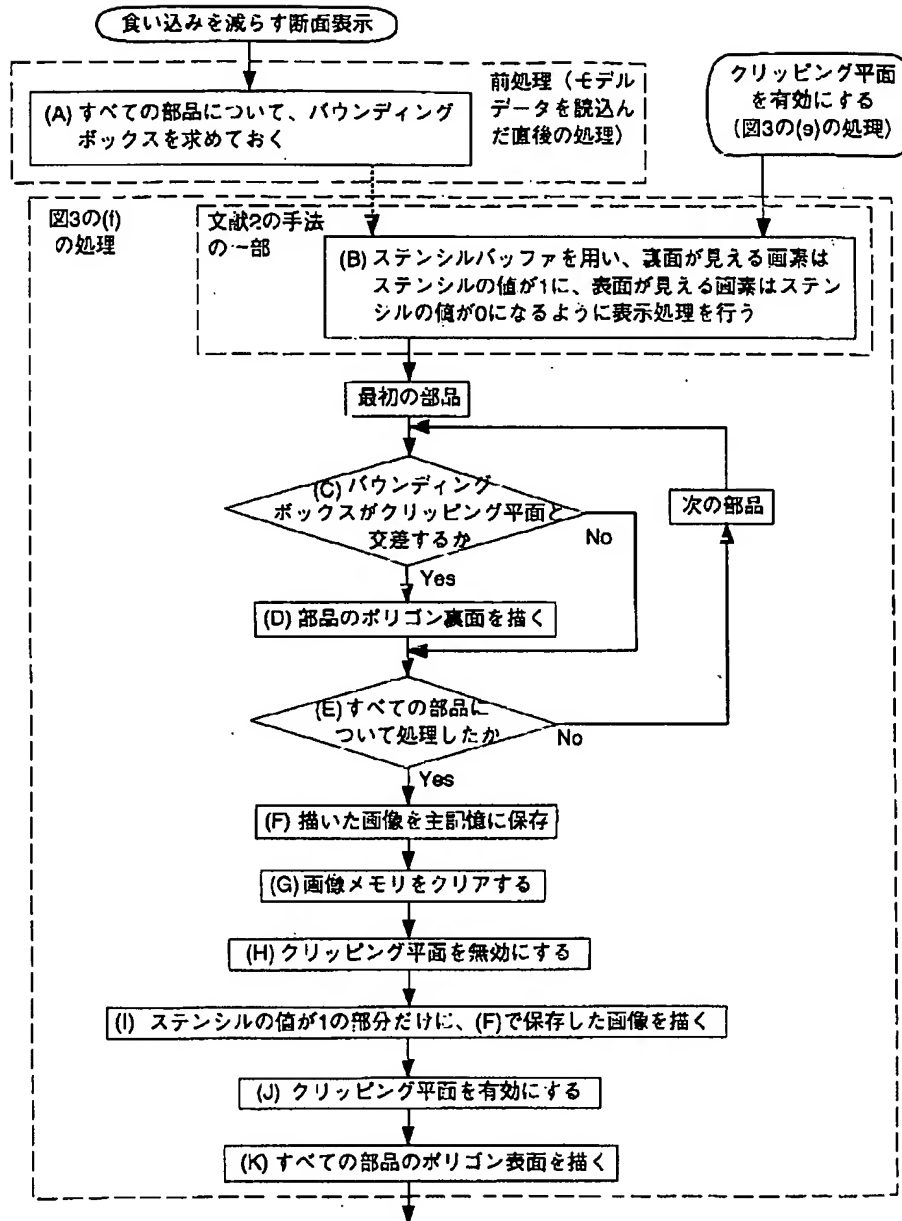 食い込みを減らす断面表示
前処理（モデル
データを読込ん
だ直後の処理）
(A) すべての部品について、バウンディング
ボックスを求めておく
クリッピング平面
を有効にする
(図3の(e)の処理)
図3の(f)
の処理
文献2の手法
の一部
(B) ステンシルバッファを用い、裏面が見える画素は
ステンシルの値が1に、表面が見える画素はステン
シルの値が0になるように表示処理を行う
最初の部品
(C) バウンディング
ボックスがクリッピング平面と
交差するか
No
Yes
次の部品
(D) 部品のポリゴン裏面を描く
(E) すべての部品に
ついて処理したか
No
Yes
(F) 描いた画像を主記憶に保存
(G) 画像メモリをクリアする
(H) クリッピング平面を無効にする
(I) ステンシルの値が1の部分だけに、(F)で保存した画像を描く
(J) クリッピング平面を有効にする
(K) すべての部品のポリゴン表面を描く